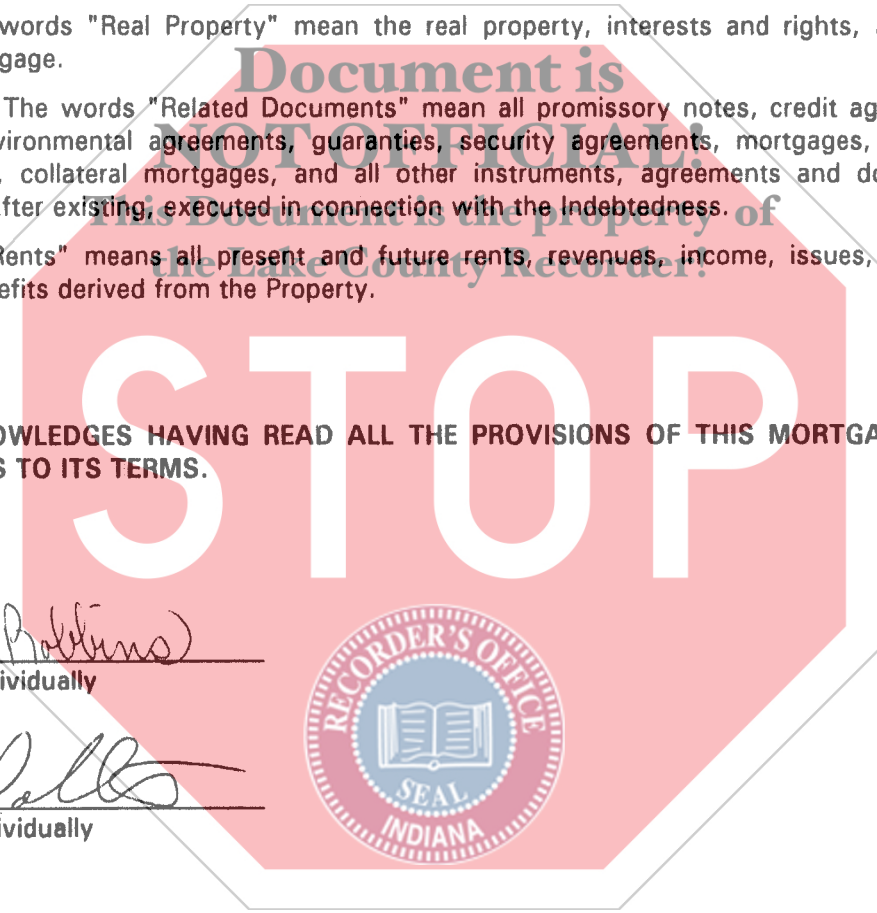 words "Real Property" mean the real property, interests and rights, a
gage.
Document is
The words "Related Documents" mean all promissory notes, credit ag
vironmental agreements, guaranties, security agreements, mortgages,
NOT OFFICIAL!
, collateral mortgages, and all other instruments, agreements and do
fter existing, executed in connection with the Indebtedness.
This Document is the property of
Rents" means all present and future rents, revenues, income, issues,
the Lake County Recorder!
efits derived from the Property.
STOP
OWLEDGES HAVING READ ALL THE PROVISIONS OF THIS MORTGA
S TO ITS TERMS.
Robbins
ividually
ividually
RECORDER'S OFFICE
SEAL
INDIANA